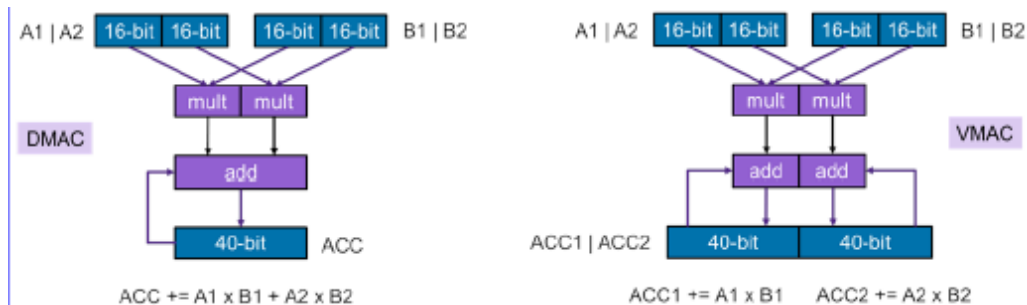 A1 | A2 16-bit 16-bit 16-bit 16-bit B1 | B2
mult mult
DMAC
add
40-bit ACC
ACC += A1 x B1 + A2 x B2
A1 | A2 16-bit 16-bit 16-bit 16-bit B1 | B2
mult mult
VMAC
add add
ACC1 | ACC2 40-bit 40-bit
ACC1 += A1 x B1 ACC2 += A2 x B2